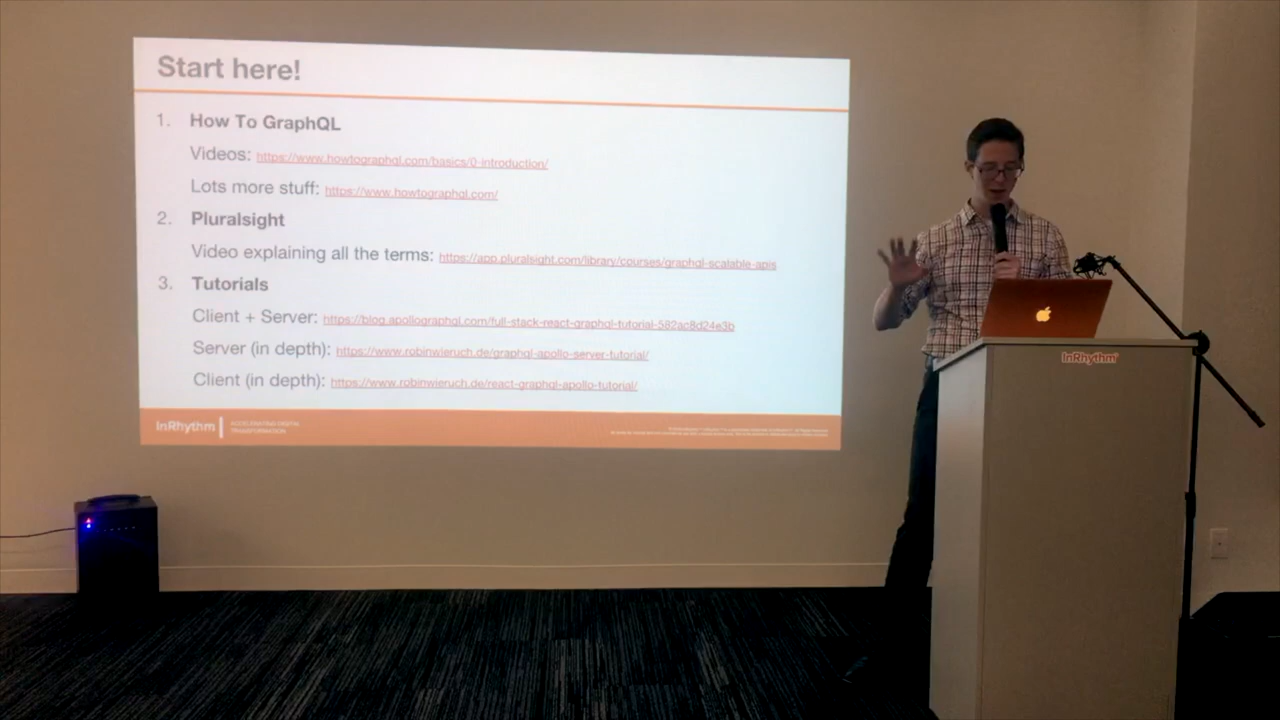 Start here!
1. How To GraphQL
Videos: https://www.howtographql.com/basics/0-introduction/
Lots more stuff: https://www.howtographql.com/
2. Pluralsight
Video explaining all the terms: https://app.pluralsight.com/library/courses/graphql-scalable-apis
3. Tutorials
Client + Server: https://blog.apollographql.com/full-stack-react-graphql-tutorial-582ac8d24e3b
Server (in depth): https://www.robinwieruch.de/graphql-apollo-server-tutorial/
Client (in depth): https://www.robinwieruch.de/react-graphql-apollo-tutorial/
InRhythm
ACCELERATING DIGITAL
TRANSFORMATION
InRhythm